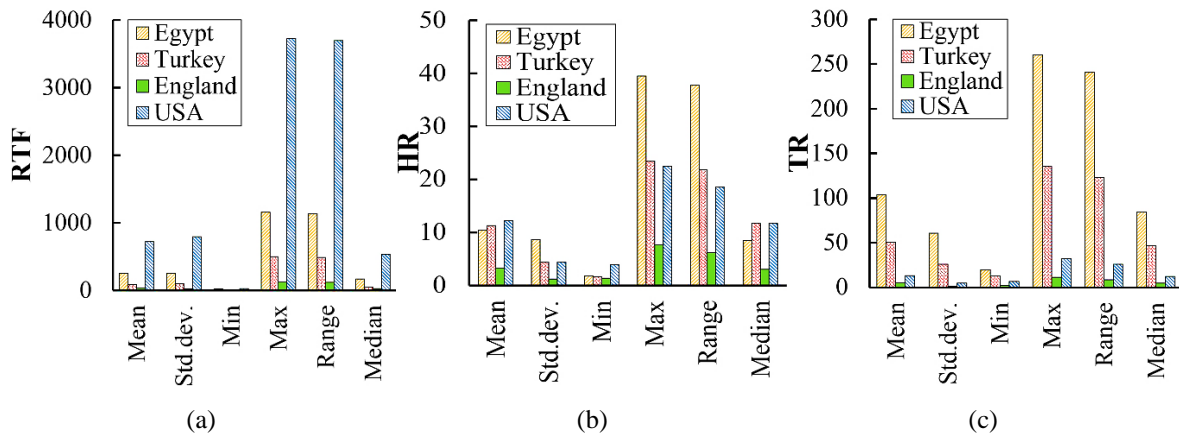 4000
3000
2000
1000
0
RTF
Egypt
Turkey
England
USA
Mean
Std.dev.
Min
Max
Range
Median
(a)
50
40
30
20
10
0
HR
Egypt
Turkey
England
USA
Mean
Std.dev.
Min
Max
Range
Median
(b)
300
250
200
150
100
50
0
TR
Egypt
Turkey
England
USA
Mean
Std.dev.
Min
Max
Range
Median
(c)